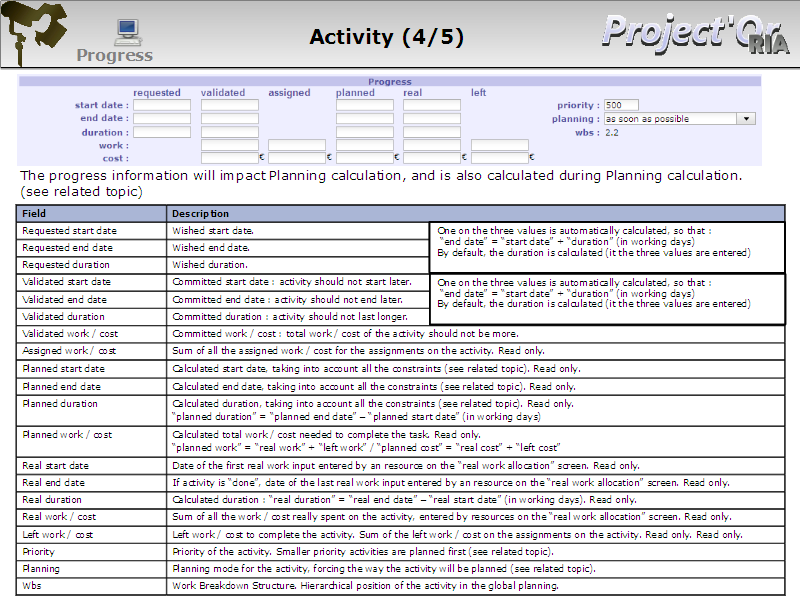 Activity (4/5)
Project'Or
RIA
Progress
Progress
requested validated assigned planned real left
start date :
priority : 500
end date :
planning : as soon as possible
duration :
wbs : 2.2
work :
cost : € € € € €
The progress information will impact Planning calculation, and is also calculated during Planning calculation.
(see related topic)
Field Description
Requested start date Wished start date.
Requested end date Wished end date.
Requested duration Wished duration.
One on the three values is automatically calculated, so that :
"end date" = "start date" + "duration" (in working days)
By default, the duration is calculated (it the three values are entered)
Validated start date Committed start date : activity should not start later.
Validated end date Committed end date : activity should not end later.
Validated duration Committed duration : activity should not last longer.
One on the three values is automatically calculated, so that :
"end date" = "start date" + "duration" (in working days)
By default, the duration is calculated (it the three values are entered)
Validated work / cost Committed work / cost : total work / cost of the activity should not be more.
Assigned work / cost Sum of all the assigned work / cost for the assignments on the activity. Read only.
Planned start date Calculated start date, taking into account all the constraints (see related topic). Read only.
Planned end date Calculated end date, taking into account all the constraints (see related topic). Read only.
Planned duration Calculated duration, taking into account all the constraints (see related topic). Read only.
"planned duration" = "planned end date" – "planned start date" (in working days)
Planned work / cost Calculated total work / cost needed to complete the task. Read only.
"planned work" = "real work" + "left work" / "planned cost" = "real cost" + "left cost"
Real start date Date of the first real work input entered by an resource on the "real work allocation" screen. Read only.
Real end date If activity is "done", date of the last real work input entered by an resource on the "real work allocation" screen. Read only.
Real duration Calculated duration : "real duration" = "real end date" – "real start date" (in working days). Read only.
Real work / cost Sum of all the work / cost really spent on the activity, entered by resources on the "real work allocation" screen. Read only.
Left work / cost Left work / cost to complete the activity. Sum of the left work / cost on the assignments on the activity. Read only. Read only.
Priority Priority of the activity. Smaller priority activities are planned first (see related topic).
Planning Planning mode for the activity, forcing the way the activity will be planned (see related topic).
Wbs Work Breakdown Structure. Hierarchical position of the activity in the global planning.